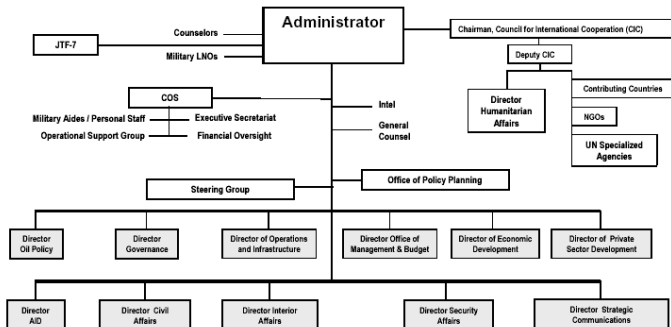 Administrator
Counselors
Military LNOs
JTF-7
Chairman, Council for International Cooperation (CIC)
Deputy CIC
Contributing Countries
Director
Humanitarian
Affairs
NGOs
UN Specialized
Agencies
COS
Military Aides / Personal Staff
Executive Secretariat
Operational Support Group
Financial Oversight
Intel
General
Counsel
Steering Group
Office of Policy Planning
Director
Oil Policy
Director
Governance
Director of Operations
and Infrastructure
Director Office of
Management & Budget
Director of Economic
Development
Director of Private
Sector Development
Director
AID
Director Civil
Affairs
Director Interior
Affairs
Director Security
Affairs
Director Strategic
Communications